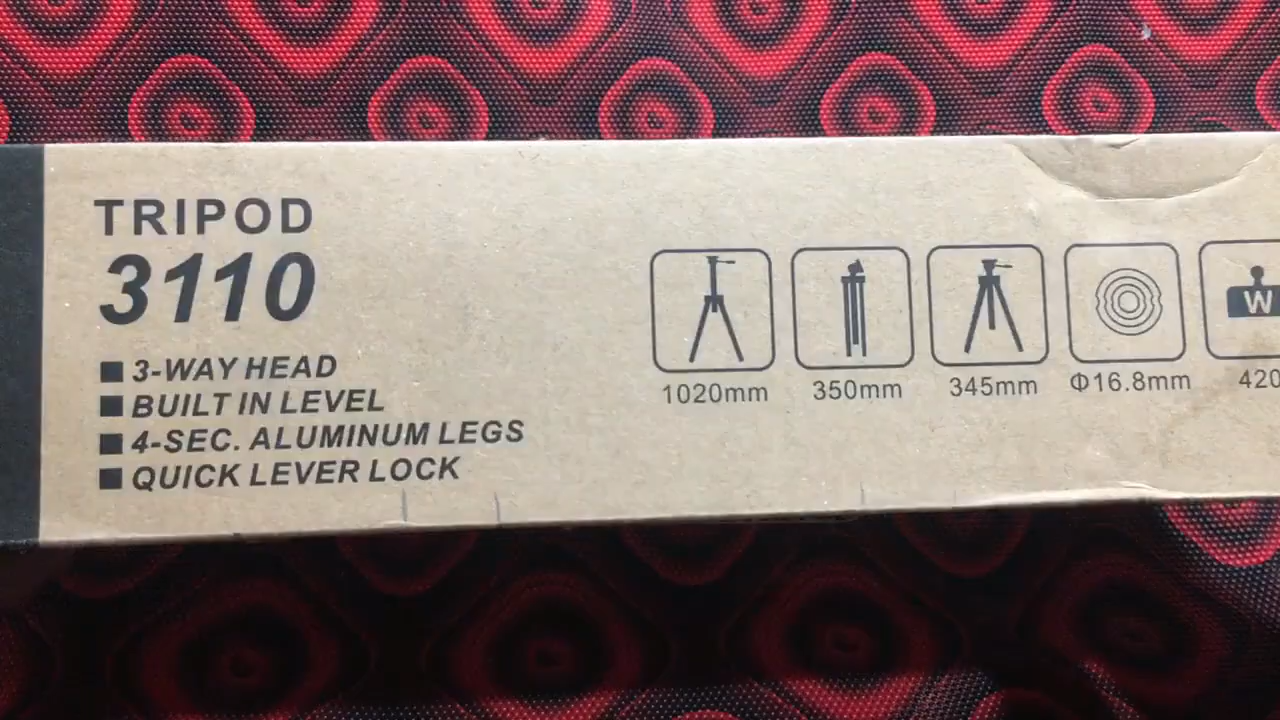 TRIPOD
3110
■ 3-WAY HEAD
■ BUILT IN LEVEL
■ 4-SEC. ALUMINUM LEGS
■ QUICK LEVER LOCK
W
1020mm 350mm 345mm Φ16.8mm 420